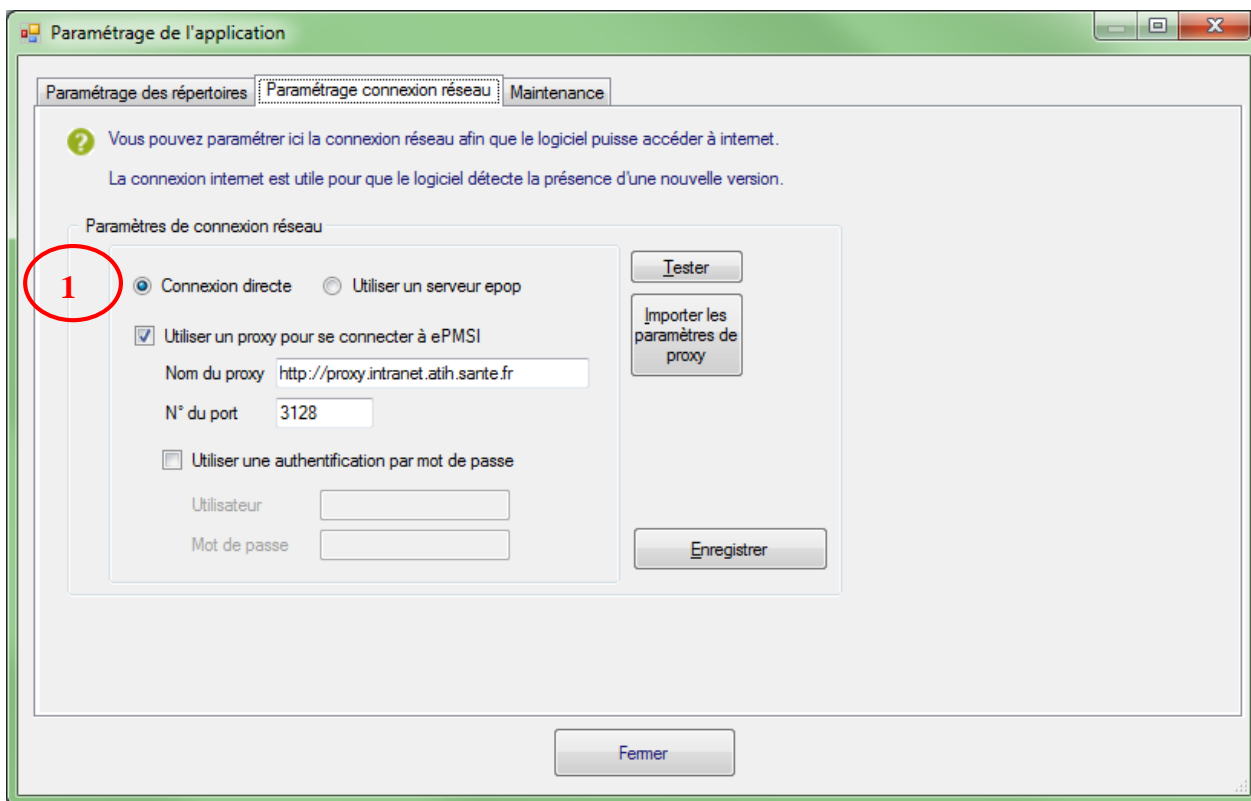 Paramétrage de l'application
Paramétrage des répertoires
Paramétrage connexion réseau
Maintenance
Vous pouvez paramétrer ici la connexion réseau afin que le logiciel puisse accéder à internet.
La connexion internet est utile pour que le logiciel détecte la présence d'une nouvelle version.
Paramètres de connexion réseau
1
Connexion directe
Utiliser un serveur epop
Tester
Importer les
paramètres de
proxy
Utiliser un proxy pour se connecter à ePMSI
Nom du proxy http://proxy.intranet.atih.sante.fr
N° du port 3128
Utiliser une authentification par mot de passe
Utilisateur
Mot de passe
Enregistrer
Fermer